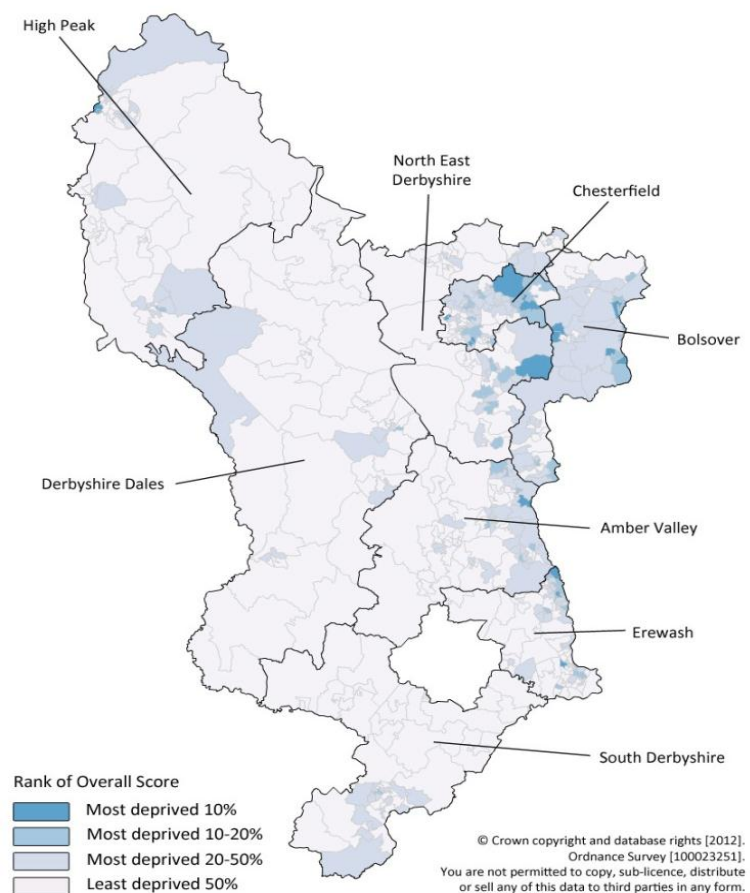 High Peak
North East
Derbyshire
Chesterfield
Bolsover
Derbyshire Dales
Amber Valley
Erewash
South Derbyshire
Rank of Overall Score
Most deprived 10%
Most deprived 10-20%
Most deprived 20-50%
Least deprived 50%
© Crown copyright and database rights [2012].
Ordnance Survey [100023251].
You are not permitted to copy, sub-licence, distribute
or sell any of this data to third parties in any form.